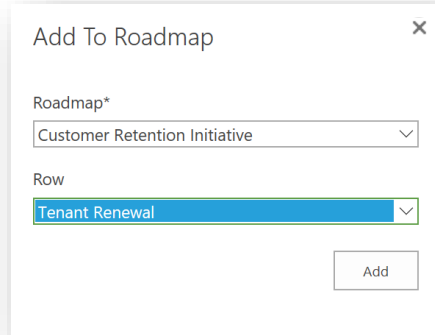 Add To Roadmap
Roadmap*
Customer Retention Initiative
Row
Tenant Renewal
Add